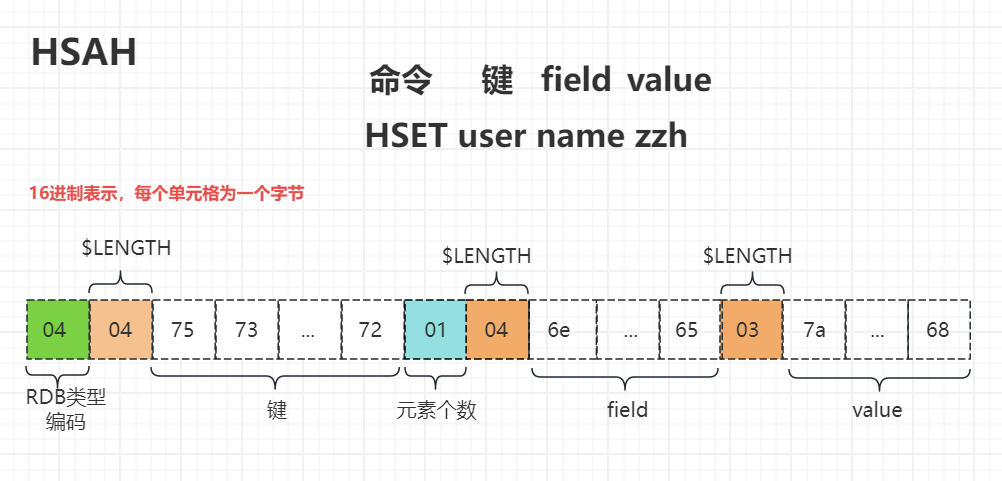 HSAH
命令 键 field value
HSET user name zzh
16进制表示，每个单元格为一个字节
$LENGTH $LENGTH $LENGTH
04 04 75 73 ... 72 01 04 6e ... 65 03 7a ... 68
RDB类型
编码
键 元素个数 field value